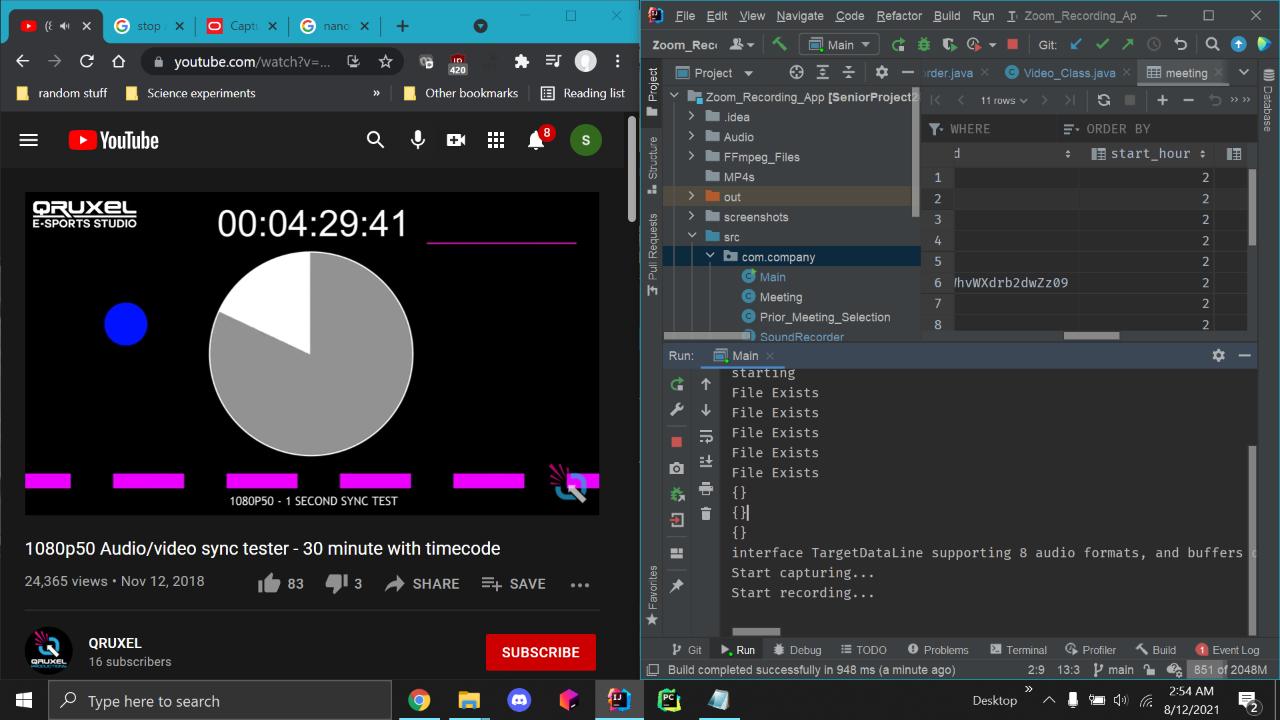 stop
Capt
nano
youtube.com/watch?v=...
420
random stuff
Science experiments
»
Other bookmarks
Reading list
YouTube
8
S
QRUXEL
E-SPORTS STUDIO
00:04:29:41
1080P50 - 1 SECOND SYNC TEST
1080p50 Audio/video sync tester - 30 minute with timecode
24,365 views • Nov 12, 2018
83
3
SHARE
SAVE
QRUXEL
16 subscribers
SUBSCRIBE
File Edit View Navigate Code Refactor Build Run Zoom_Recording_Ap
Zoom_Reco
Main
Git:
Project
rder.java
Video_Class.java
meeting
Project
Structure
Pull Requests
Favorites
Database
Zoom_Recording_App [SeniorProject2
.idea
Audio
FFmpeg_Files
MP4s
out
screenshots
src
com.company
Main
Meeting
Prior_Meeting_Selection
SoundRecorder
11 rows
WHERE
ORDER BY
d
start_hour
1 2
2 2
3 2
4 2
5 2
6 WhvWXdrb2dwZz09 2
7 2
8 2
Run:
Main
starting
File Exists
File Exists
File Exists
File Exists
File Exists
{}
{}
{}
interface TargetDataLine supporting 8 audio formats, and buffers o
Start capturing...
Start recording...
Git
Run
Debug
TODO
Problems
Terminal
Profiler
Build
1 Event Log
Build completed successfully in 948 ms (a minute ago)
2:9
13:3
main
851 of 2048M
Type here to search
Desktop
»
2:54 AM
8/12/2021
2